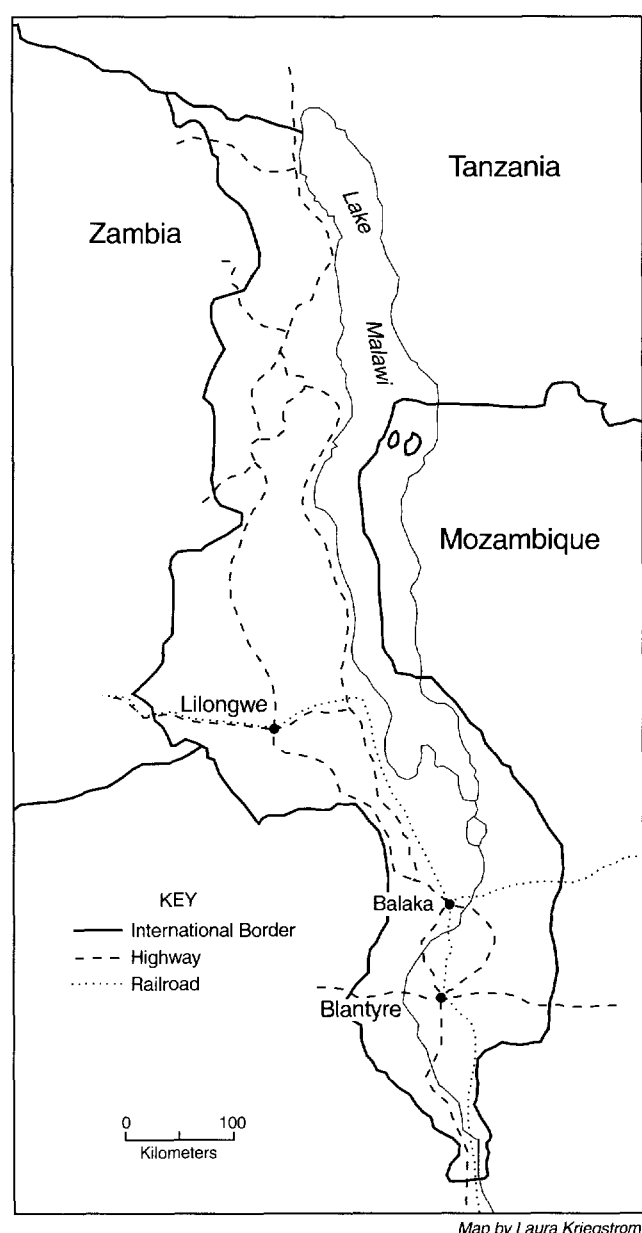 Tanzania
Zambia
Lake
Malawi
Mozambique
Lilongwe
Balaka
KEY
International Border
Highway
Railroad
Blantyre
0 100
Kilometers
Map by Laura Kriegstrom